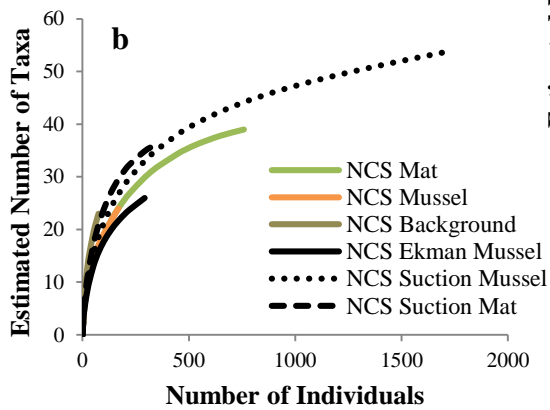 b
Estimated Number of Taxa
60
50
40
30
20
10
0
NCS Mat
NCS Mussel
NCS Background
NCS Ekman Mussel
NCS Suction Mussel
NCS Suction Mat
0 500 1000 1500 2000
Number of Individuals